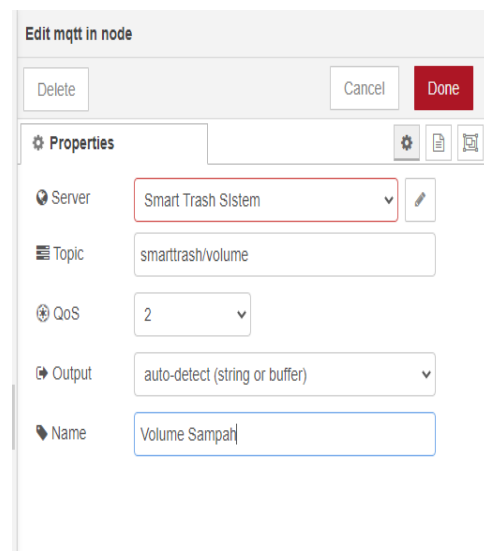 Edit mqtt in node
Delete
Cancel
Done
Properties
Server
Smart Trash SIstem
Topic
smarttrash/volume
QoS
2
Output
auto-detect (string or buffer)
Name
Volume Sampah